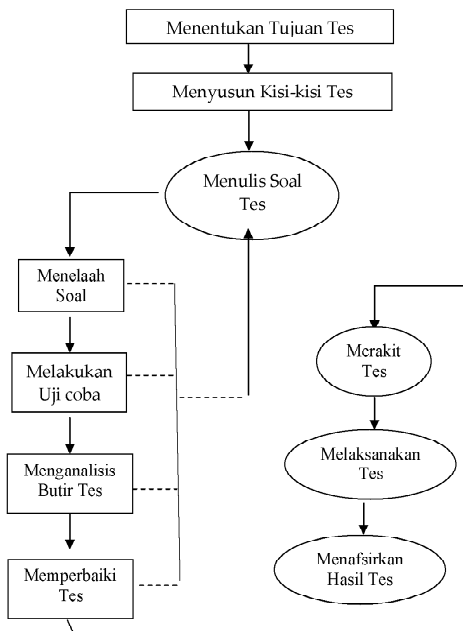 Menentukan Tujuan Tes
Menyusun Kisi-kisi Tes
Menulis Soal
Tes
Menelaah
Soal
Melakukan
Uji coba
Menganalisis
Butir Tes
Memperbaiki
Tes
Merakit
Tes
Melaksanakan
Tes
Menafsirkan
Hasil Tes